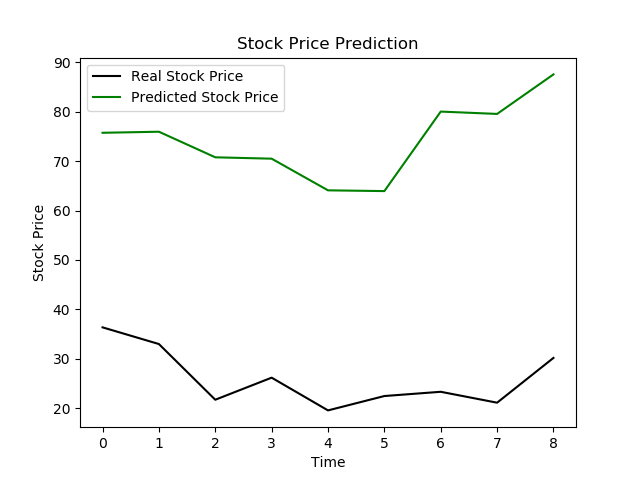 Stock Price Prediction
Real Stock Price
Predicted Stock Price
Stock Price
90
80
70
60
50
40
30
20
0 1 2 3 4 5 6 7 8
Time